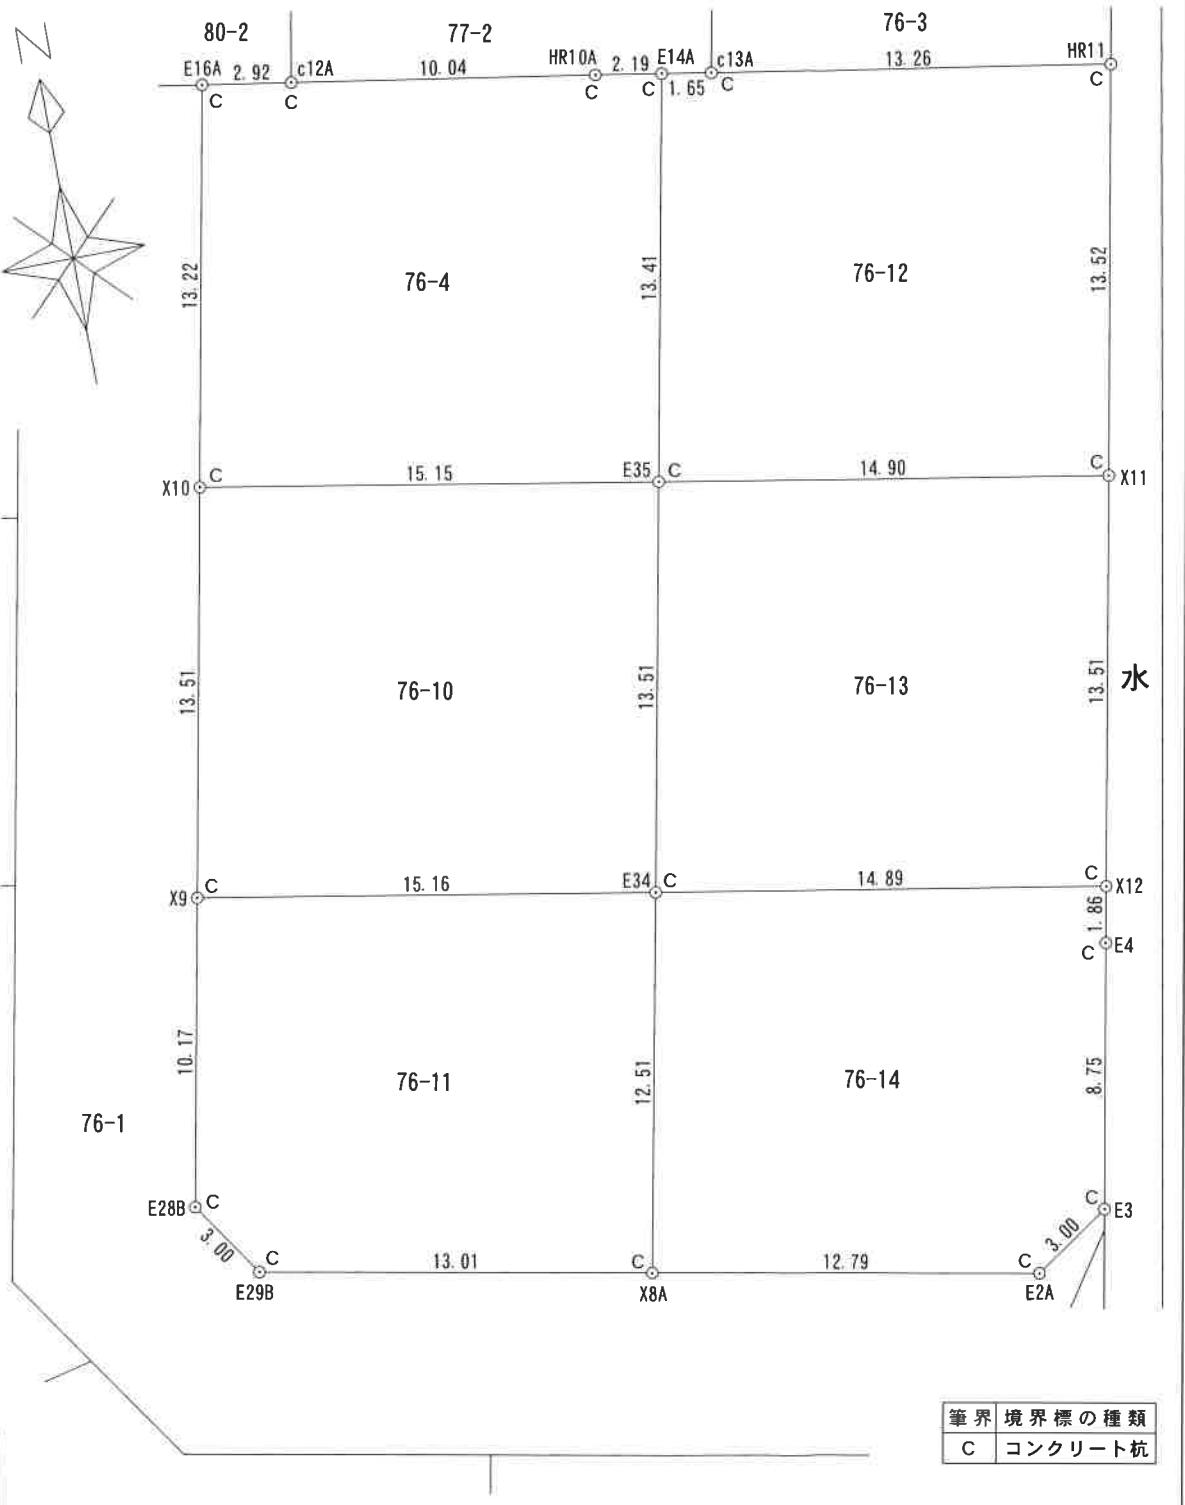 N
80-2
77-2
76-3
E16A 2.92 c12A 10.04 HR10A 2.19 E14A c13A 13.26 HR11
C C C C 1.65 C C
13.22
76-4
13.41
76-12
13.52
X10 C 15.15 E35 C 14.90 C X11
13.51
76-10
13.51
76-13
13.51
水
X9 C 15.16 E34 C 14.89 C X12
1.86
C E4
10.17
76-11
12.51
76-14
8.75
76-1
E28B C
C E3
3.00
C 13.01 C 12.79 C 3.00
E29B X8A E2A
筆界 境界標の種類
C コンクリート杭